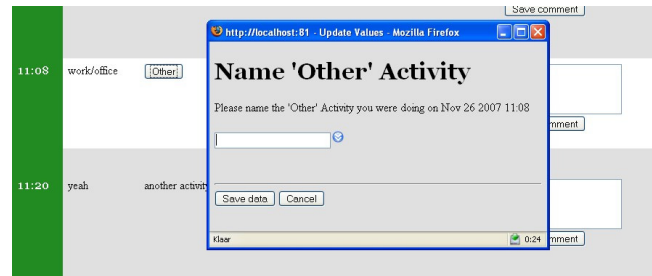 Save comment
http://localhost:81 - Update Values - Mozilla Firefox
11:08 work/office Other
Name 'Other' Activity
Please name the 'Other' Activity you were doing on Nov 26 2007 11:08
mment
11:20 yeah another activity
Save data Cancel
Klaar 0:24 mment